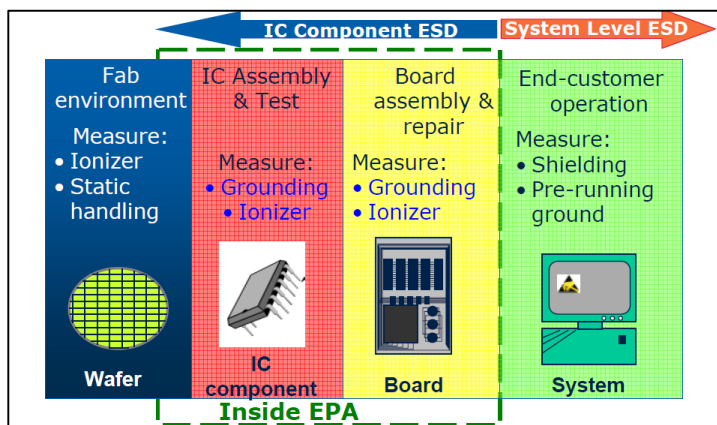 IC Component ESD
System Level ESD
Fab
environment
Measure:
• Ionizer
• Static
handling
Wafer
IC Assembly
& Test
Measure:
• Grounding
• Ionizer
IC
component
Board
assembly &
repair
Measure:
• Grounding
• Ionizer
Board
End-customer
operation
Measure:
• Shielding
• Pre-running
ground
System
Inside EPA